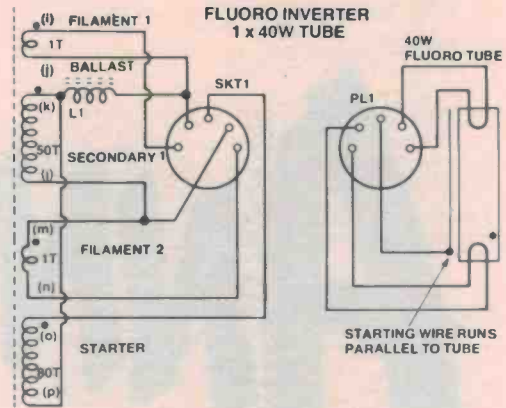 FLUORO INVERTER
1 x 40W TUBE
(i) FILAMENT 1
1T
(j)
BALLAST
L1
SKT1
(k)
50T
SECONDARY 1
(l)
(m)
FILAMENT 2
1T
(n)
(o)
STARTER
80T
(p)
PL1
40W
FLUORO TUBE
STARTING WIRE RUNS
PARALLEL TO TUBE